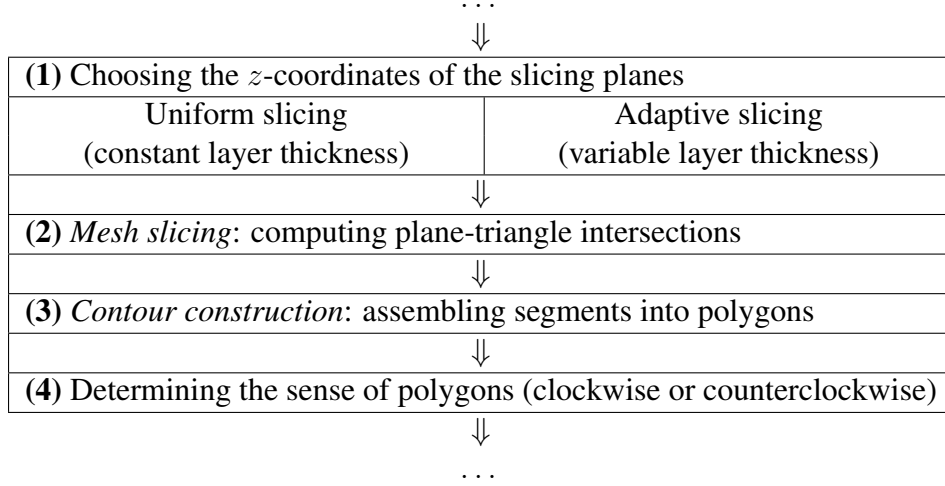 ...
⇓
(1) Choosing the z-coordinates of the slicing planes
Uniform slicing
(constant layer thickness)
Adaptive slicing
(variable layer thickness)
⇓
(2) Mesh slicing: computing plane-triangle intersections
⇓
(3) Contour construction: assembling segments into polygons
⇓
(4) Determining the sense of polygons (clockwise or counterclockwise)
⇓
...